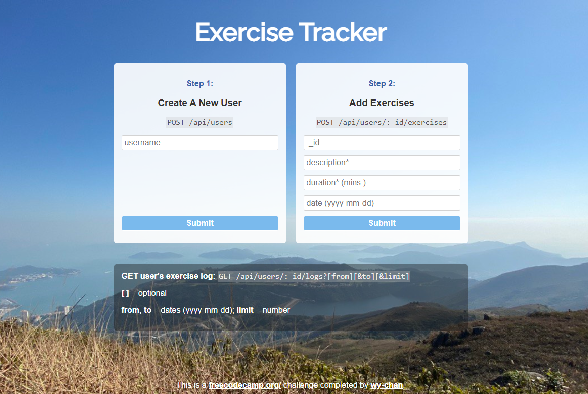 Exercise Tracker
Step 1:
Create A New User
POST /api/users
username
Submit
Step 2:
Add Exercises
POST /api/users/:_id/exercises
_id
description*
duration* (mins.)
date (yyyy-mm-dd)
Submit
GET user's exercise log: GET /api/users/:_id/logs?[from][&to][&limit]
[ ] = optional
from, to = dates (yyyy-mm-dd); limit = number
This is a freecodecamp.org challenge completed by wy-chan